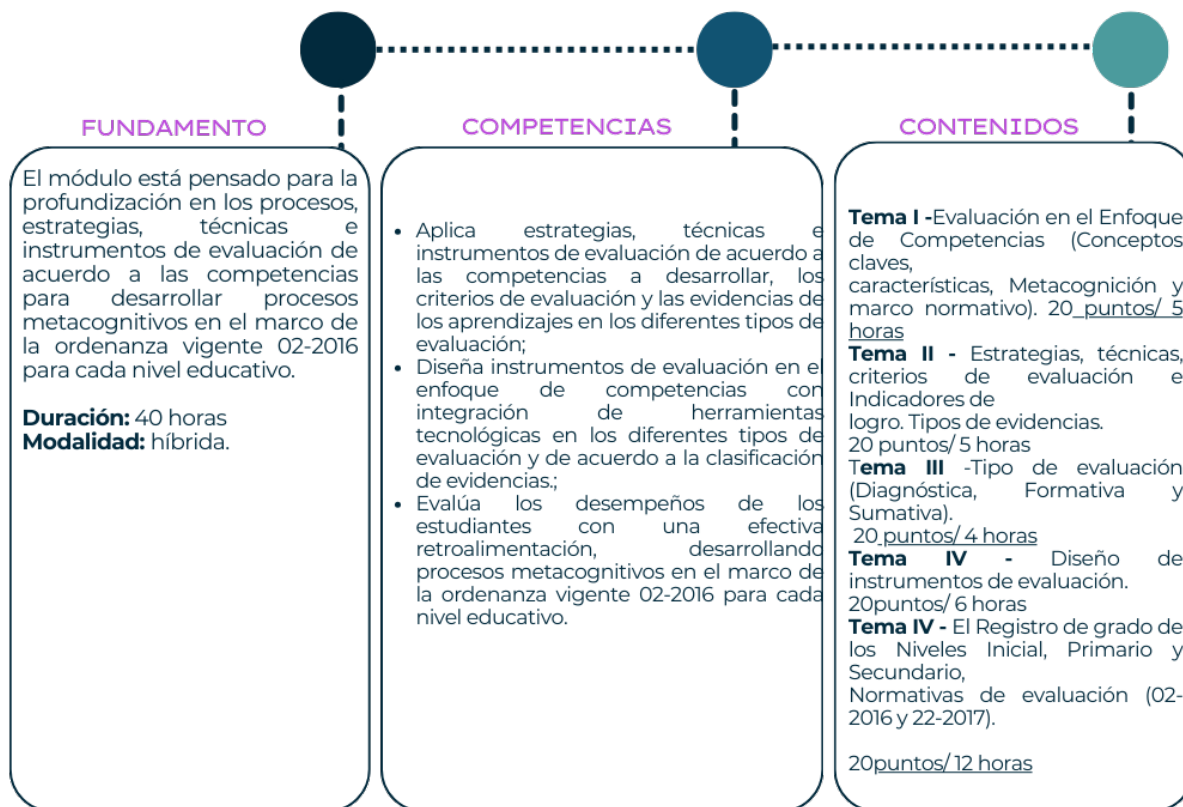 FUNDAMENTO
El módulo está pensado para la
profundización en los procesos,
estrategias, técnicas e
instrumentos de evaluación de
acuerdo a las competencias
para desarrollar procesos
metacognitivos en el marco de
la ordenanza vigente 02-2016
para cada nivel educativo.
Duración: 40 horas
Modalidad: híbrida.
COMPETENCIAS
• Aplica estrategias, técnicas e
instrumentos de evaluación de acuerdo a
las competencias a desarrollar, los
criterios de evaluación y las evidencias de
los aprendizajes en los diferentes tipos de
evaluación;
• Diseña instrumentos de evaluación en el
enfoque de competencias con
integración de herramientas
tecnológicas en los diferentes tipos de
evaluación y de acuerdo a la clasificación
de evidencias.;
• Evalúa los desempeños de los
estudiantes con una efectiva
retroalimentación, desarrollando
procesos metacognitivos en el marco de
la ordenanza vigente 02-2016 para cada
nivel educativo.
CONTENIDOS
Tema I -Evaluación en el Enfoque
de Competencias (Conceptos
claves,
características, Metacognición y
marco normativo). 20 puntos/ 5
horas
Tema II - Estrategias, técnicas,
criterios de evaluación e
Indicadores de
logro. Tipos de evidencias.
20 puntos/ 5 horas
Tema III -Tipo de evaluación
(Diagnóstica, Formativa y
Sumativa).
20 puntos/ 4 horas
Tema IV - Diseño de
instrumentos de evaluación.
20puntos/ 6 horas
Tema IV - El Registro de grado de
los Niveles Inicial, Primario y
Secundario,
Normativas de evaluación (02-
2016 y 22-2017).
20puntos/ 12 horas